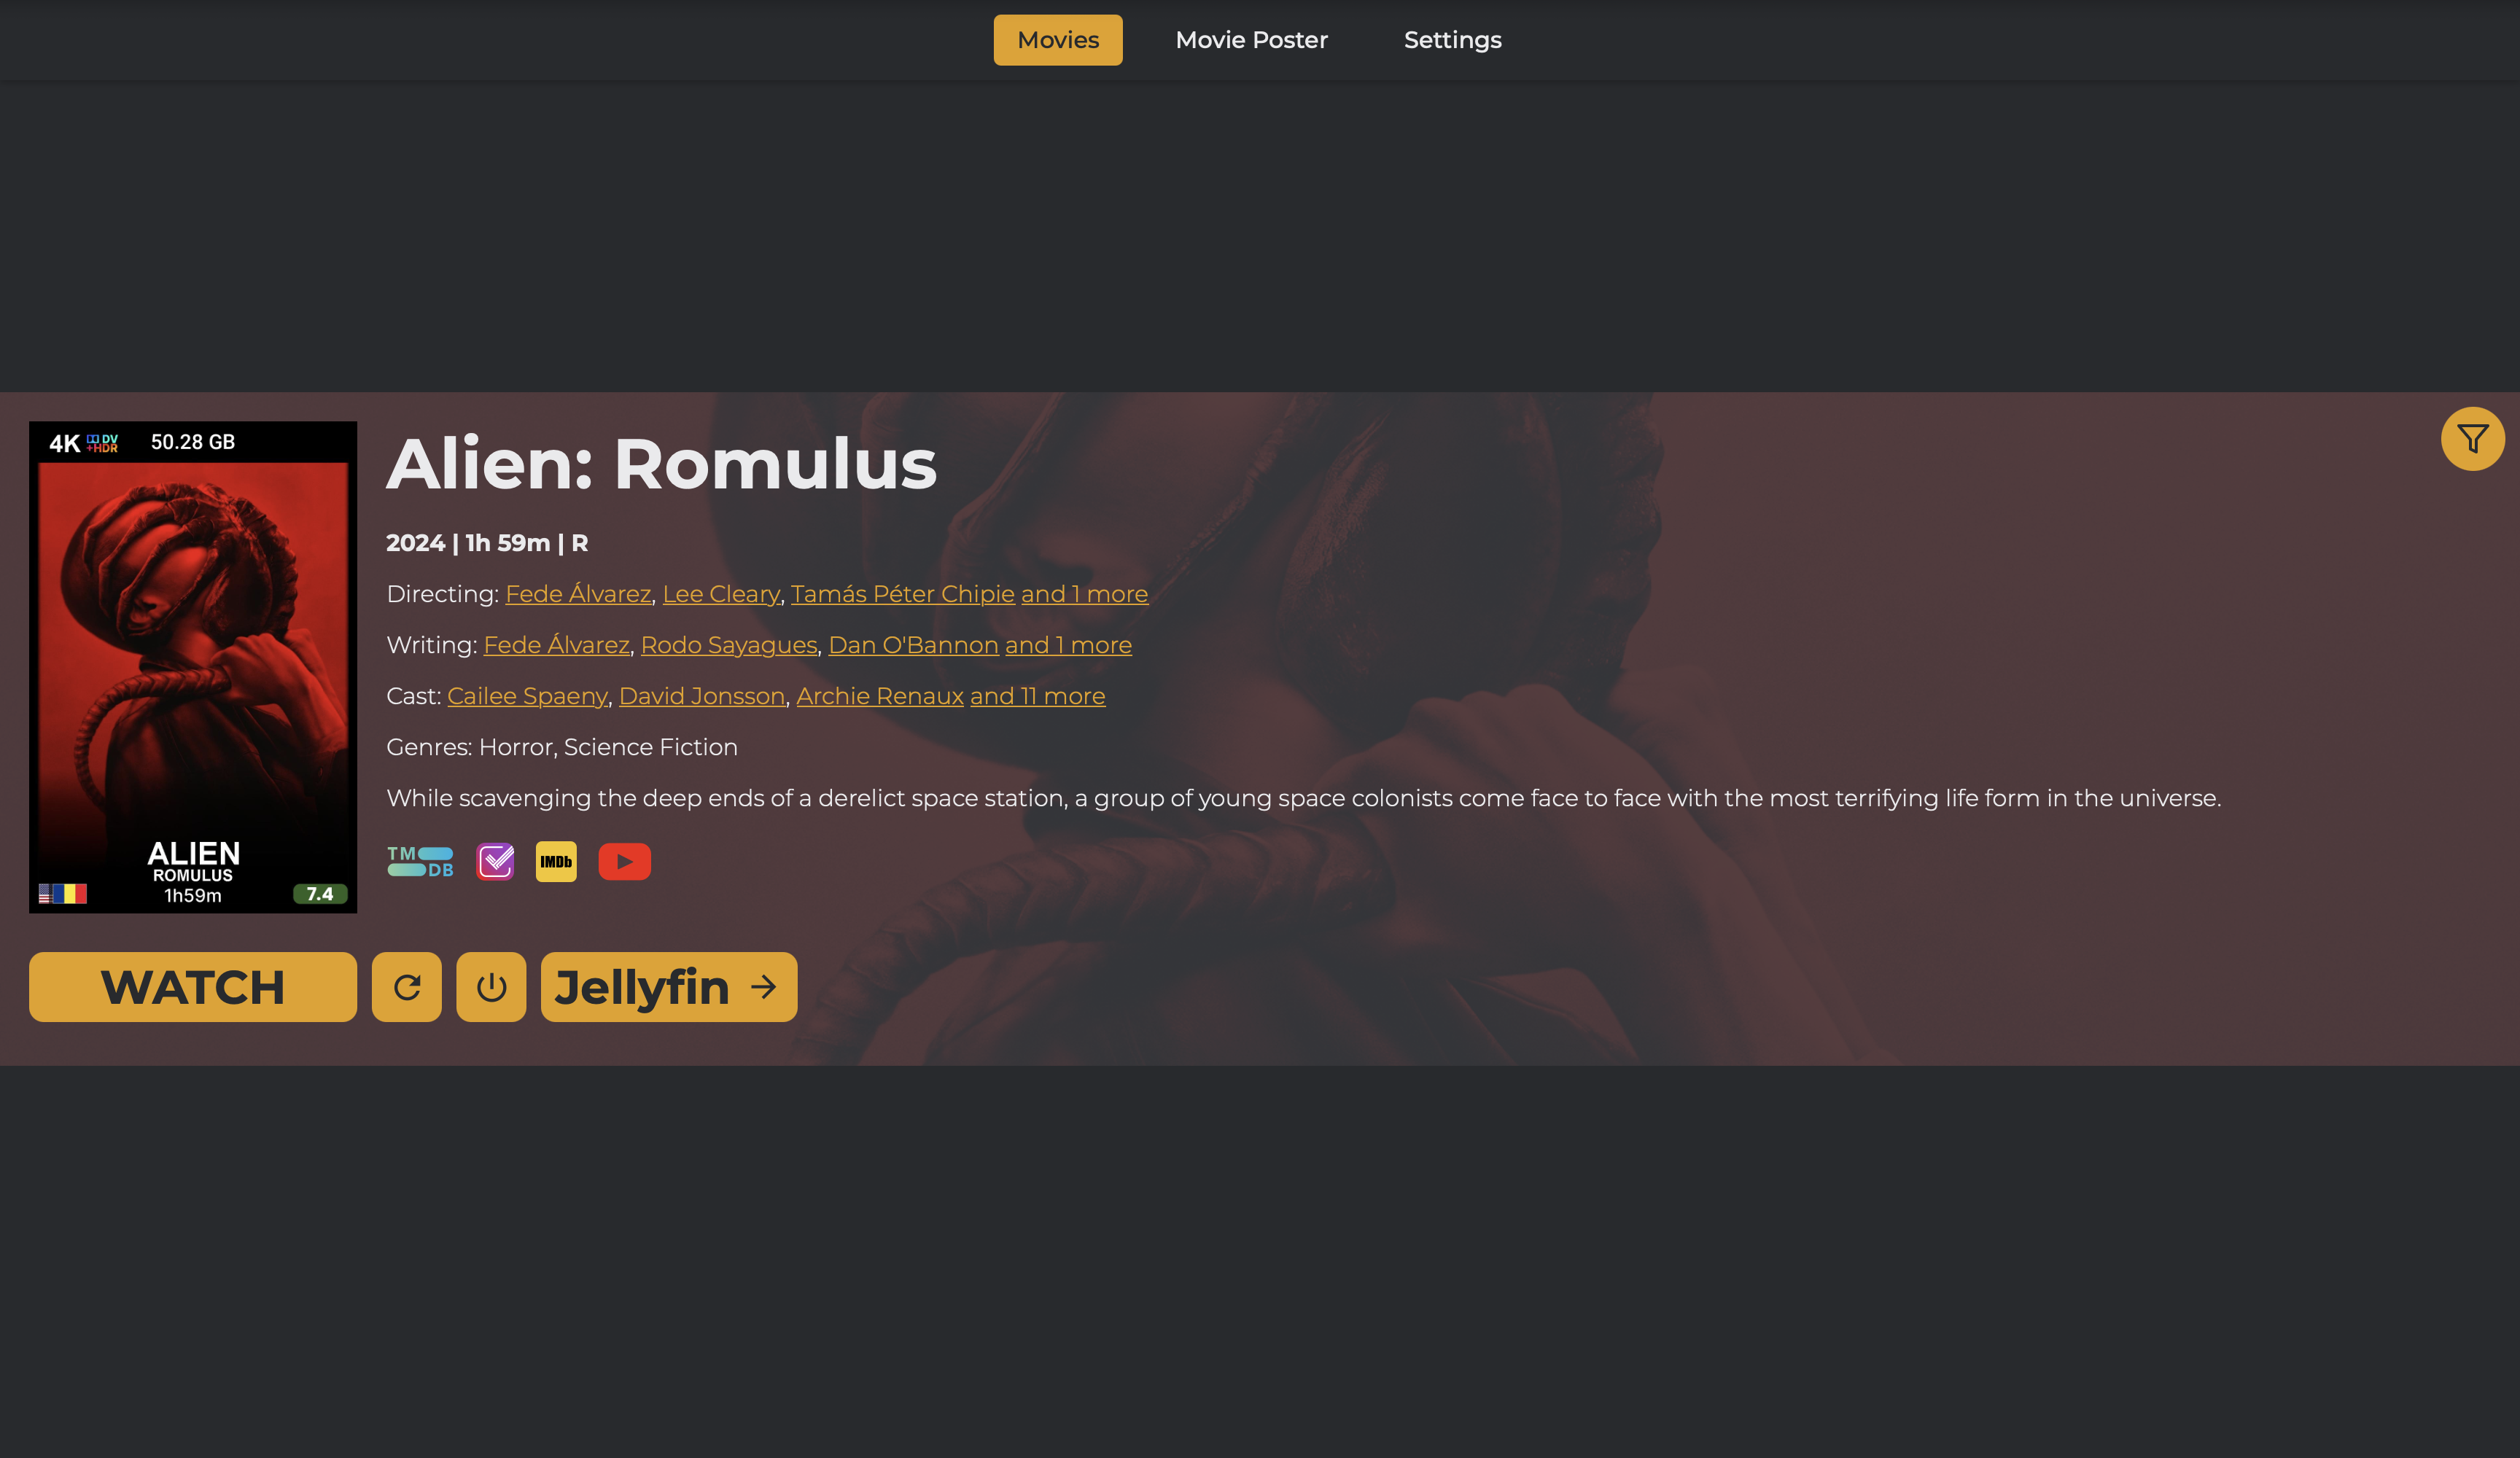 Movies Movie Poster Settings
4K DV+HDR 50.28 GB
ALIEN
ROMULUS
1h59m
7.4
Alien: Romulus
2024 | 1h 59m | R
Directing: Fede Álvarez, Lee Cleary, Tamás Péter Chipie and 1 more
Writing: Fede Álvarez, Rodo Sayagues, Dan O'Bannon and 1 more
Cast: Cailee Spaeny, David Jonsson, Archie Renaux and 11 more
Genres: Horror, Science Fiction
While scavenging the deep ends of a derelict space station, a group of young space colonists come face to face with the most terrifying life form in the universe.
TMDB IMDb
WATCH Jellyfin